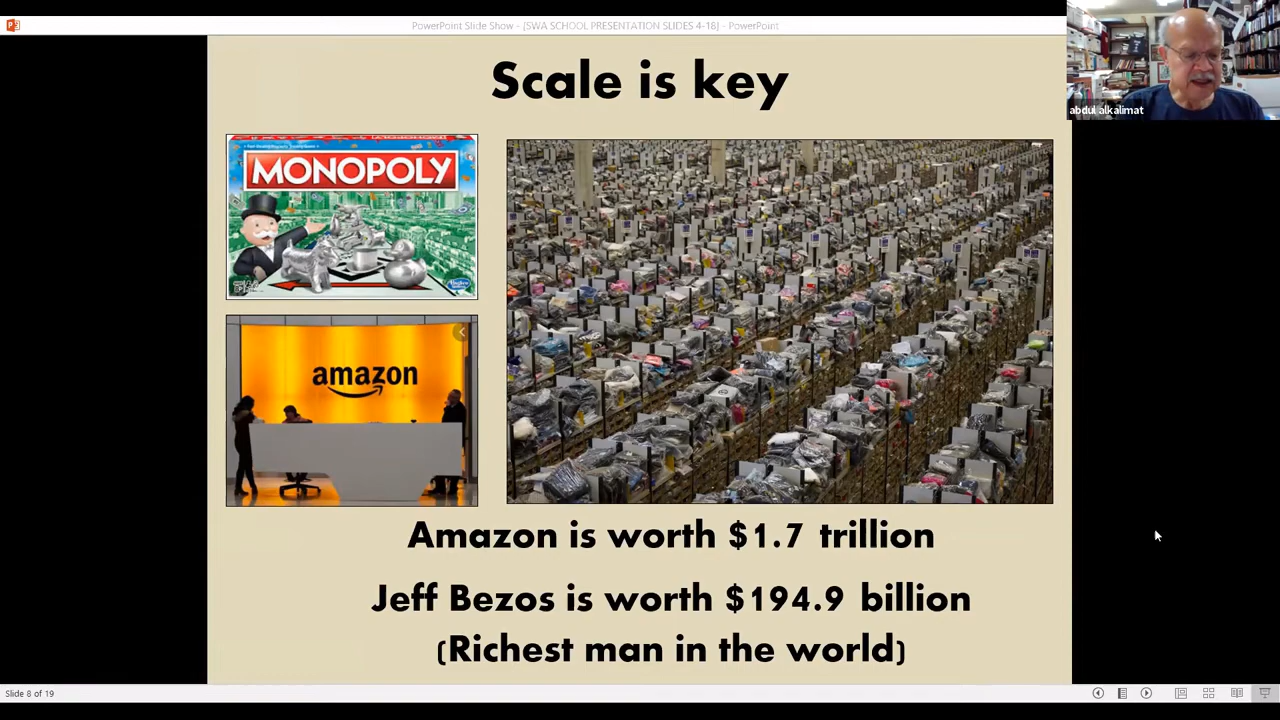 PowerPoint Slide Show - [SWA SCHOOL PRESENTATION SLIDES 4-18] - PowerPoint
abdul alkalimat
Scale is key
MONOPOLY
amazon
Amazon is worth $1.7 trillion
Jeff Bezos is worth $194.9 billion
(Richest man in the world)
Slide 8 of 19